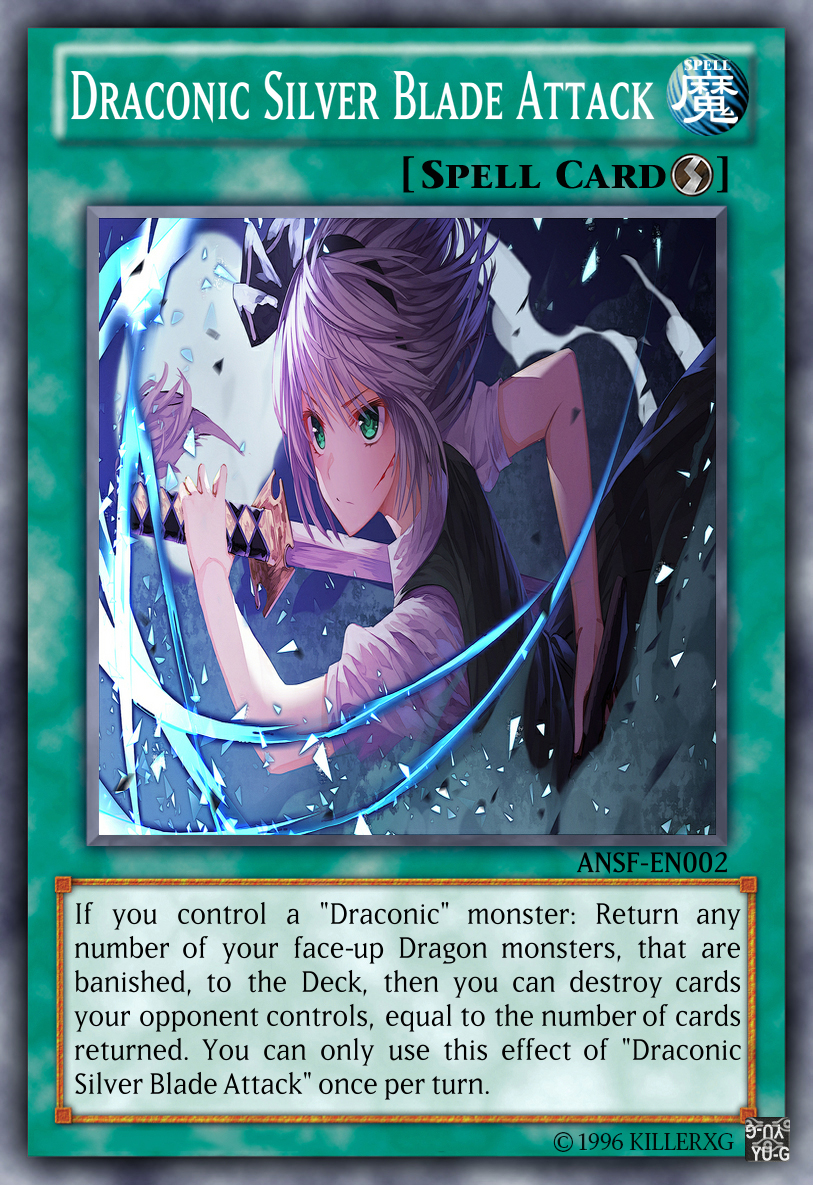 DRACONIC SILVER BLADE ATTACK
SPELL
魔
[SPELL CARD]
ANSF-EN002
If you control a "Draconic" monster: Return any
number of your face-up Dragon monsters, that are
banished, to the Deck, then you can destroy cards
your opponent controls, equal to the number of cards
returned. You can only use this effect of "Draconic
Silver Blade Attack" once per turn.
© 1996 KILLERXG
YU-G